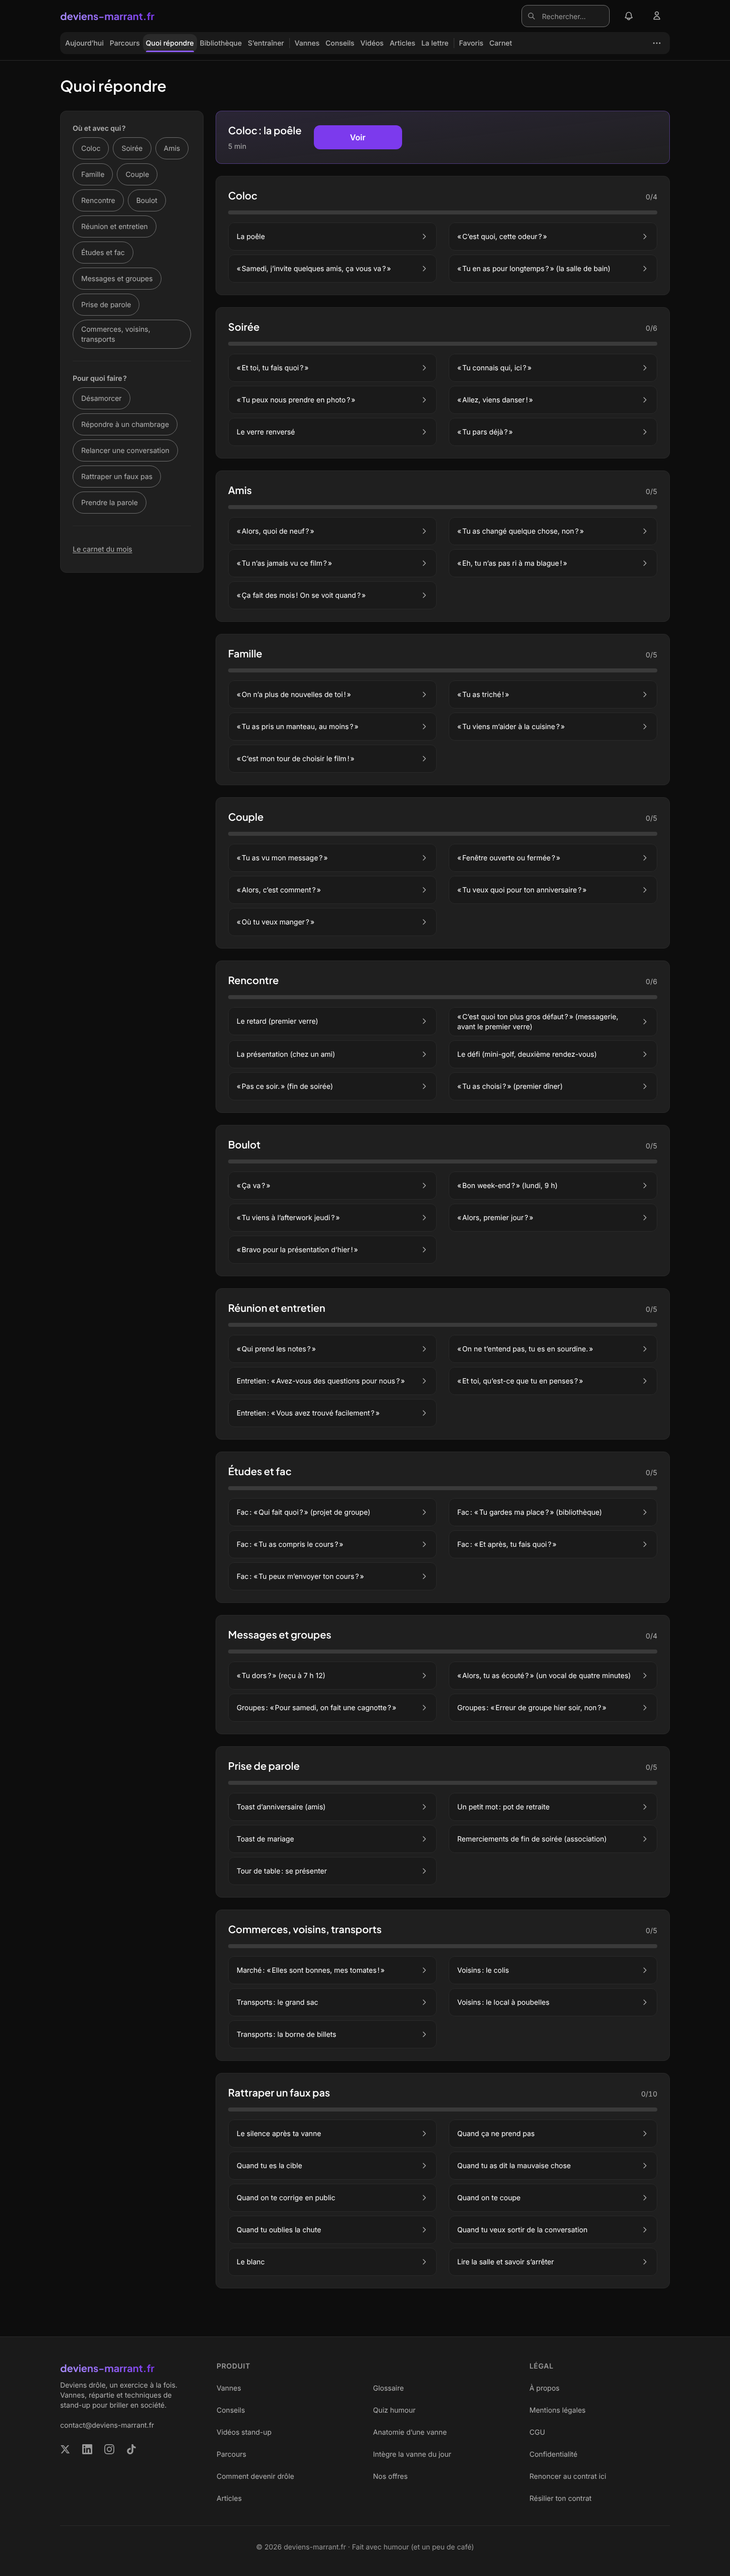 deviens-marrant.fr
Rechercher...
Aujourd'hui Parcours Quoi répondre Bibliothèque S'entraîner Vannes Conseils Vidéos Articles La lettre Favoris Carnet
Quoi répondre
Où et avec qui ?
Coloc
Soirée
Amis
Famille
Couple
Rencontre
Boulot
Réunion et entretien
Études et fac
Messages et groupes
Prise de parole
Commerces, voisins,
transports
Pour quoi faire ?
Désamorcer
Répondre à un chambrage
Relancer une conversation
Rattraper un faux pas
Prendre la parole
Le carnet du mois
Coloc : la poêle
5 min
Voir
Coloc
0/4
La poêle
« C'est quoi, cette odeur ? »
« Samedi, j'invite quelques amis, ça vous va ? »
« Tu en as pour longtemps ? » (la salle de bain)
Soirée
0/6
« Et toi, tu fais quoi ? »
« Tu connais qui, ici ? »
« Tu peux nous prendre en photo ? »
« Allez, viens danser ! »
Le verre renversé
« Tu pars déjà ? »
Amis
0/5
« Alors, quoi de neuf ? »
« Tu as changé quelque chose, non ? »
« Tu n'as jamais vu ce film ? »
« Eh, tu n'as pas ri à ma blague ! »
« Ça fait des mois ! On se voit quand ? »
Famille
0/5
« On n'a plus de nouvelles de toi ! »
« Tu as triché ! »
« Tu as pris un manteau, au moins ? »
« Tu viens m'aider à la cuisine ? »
« C'est mon tour de choisir le film ! »
Couple
0/5
« Tu as vu mon message ? »
« Fenêtre ouverte ou fermée ? »
« Alors, c'est comment ? »
« Tu veux quoi pour ton anniversaire ? »
« Où tu veux manger ? »
Rencontre
0/6
Le retard (premier verre)
« C'est quoi ton plus gros défaut ? » (messagerie,
avant le premier verre)
La présentation (chez un ami)
Le défi (mini-golf, deuxième rendez-vous)
« Pas ce soir. » (fin de soirée)
« Tu as choisi ? » (premier dîner)
Boulot
0/5
« Ça va ? »
« Bon week-end ? » (lundi, 9 h)
« Tu viens à l'afterwork jeudi ? »
« Alors, premier jour ? »
« Bravo pour la présentation d'hier ! »
Réunion et entretien
0/5
« Qui prend les notes ? »
« On ne t'entend pas, tu es en sourdine. »
Entretien : « Avez-vous des questions pour nous ? »
« Et toi, qu'est-ce que tu en penses ? »
Entretien : « Vous avez trouvé facilement ? »
Études et fac
0/5
Fac : « Qui fait quoi ? » (projet de groupe)
Fac : « Tu gardes ma place ? » (bibliothèque)
Fac : « Tu as compris le cours ? »
Fac : « Et après, tu fais quoi ? »
Fac : « Tu peux m'envoyer ton cours ? »
Messages et groupes
0/4
« Tu dors ? » (reçu à 7 h 12)
« Alors, tu as écouté ? » (un vocal de quatre minutes)
Groupes : « Pour samedi, on fait une cagnotte ? »
Groupes : « Erreur de groupe hier soir, non ? »
Prise de parole
0/5
Toast d'anniversaire (amis)
Un petit mot : pot de retraite
Toast de mariage
Remerciements de fin de soirée (association)
Tour de table : se présenter
Commerces, voisins, transports
0/5
Marché : « Elles sont bonnes, mes tomates ! »
Voisins : le colis
Transports : le grand sac
Voisins : le local à poubelles
Transports : la borne de billets
Rattraper un faux pas
0/10
Le silence après ta vanne
Quand ça ne prend pas
Quand tu es la cible
Quand tu as dit la mauvaise chose
Quand on te corrige en public
Quand on te coupe
Quand tu oublies la chute
Quand tu veux sortir de la conversation
Le blanc
Lire la salle et savoir s'arrêter
deviens-marrant.fr
Deviens drôle, un exercice à la fois.
Vannes, répartie et techniques de
stand-up pour briller en société.
contact@deviens-marrant.fr
PRODUIT
Vannes
Conseils
Vidéos stand-up
Parcours
Comment devenir drôle
Articles
Glossaire
Quiz humour
Anatomie d'une vanne
Intègre la vanne du jour
Nos offres
LÉGAL
À propos
Mentions légales
CGU
Confidentialité
Renoncer au contrat ici
Résilier ton contrat
© 2026 deviens-marrant.fr · Fait avec humour (et un peu de café)